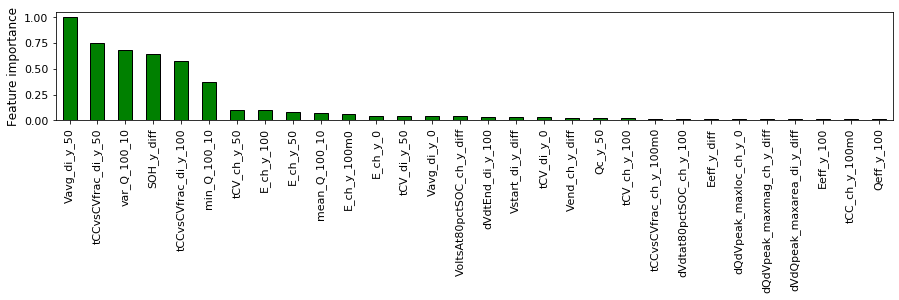 Feature importance
1.00
0.75
0.50
0.25
0.00
Vavg_di_y_50
tCCvsCVfrac_di_y_50
var_Q_100_10
SOH_y_diff
tCCvsCVfrac_di_y_100
min_Q_100_10
tCV_ch_y_50
E_ch_y_100
E_ch_y_50
mean_Q_100_10
E_ch_y_100m0
E_ch_y_0
tCV_di_y_50
Vavg_di_y_0
VoltsAt80pctSOC_ch_y_diff
dVdtEnd_di_y_100
Vstart_di_y_diff
tCV_di_y_0
Vend_ch_y_diff
Qc_y_50
tCV_ch_y_100
tCCvsCVfrac_ch_y_100m0
dVdtat80pctSOC_ch_y_100
Eeff_y_diff
dQdVpeak_maxloc_ch_y_0
dQdVpeak_maxmag_ch_y_diff
dVdQpeak_maxarea_di_y_diff
Eeff_y_100
tCC_ch_y_100m0
Qeff_y_100